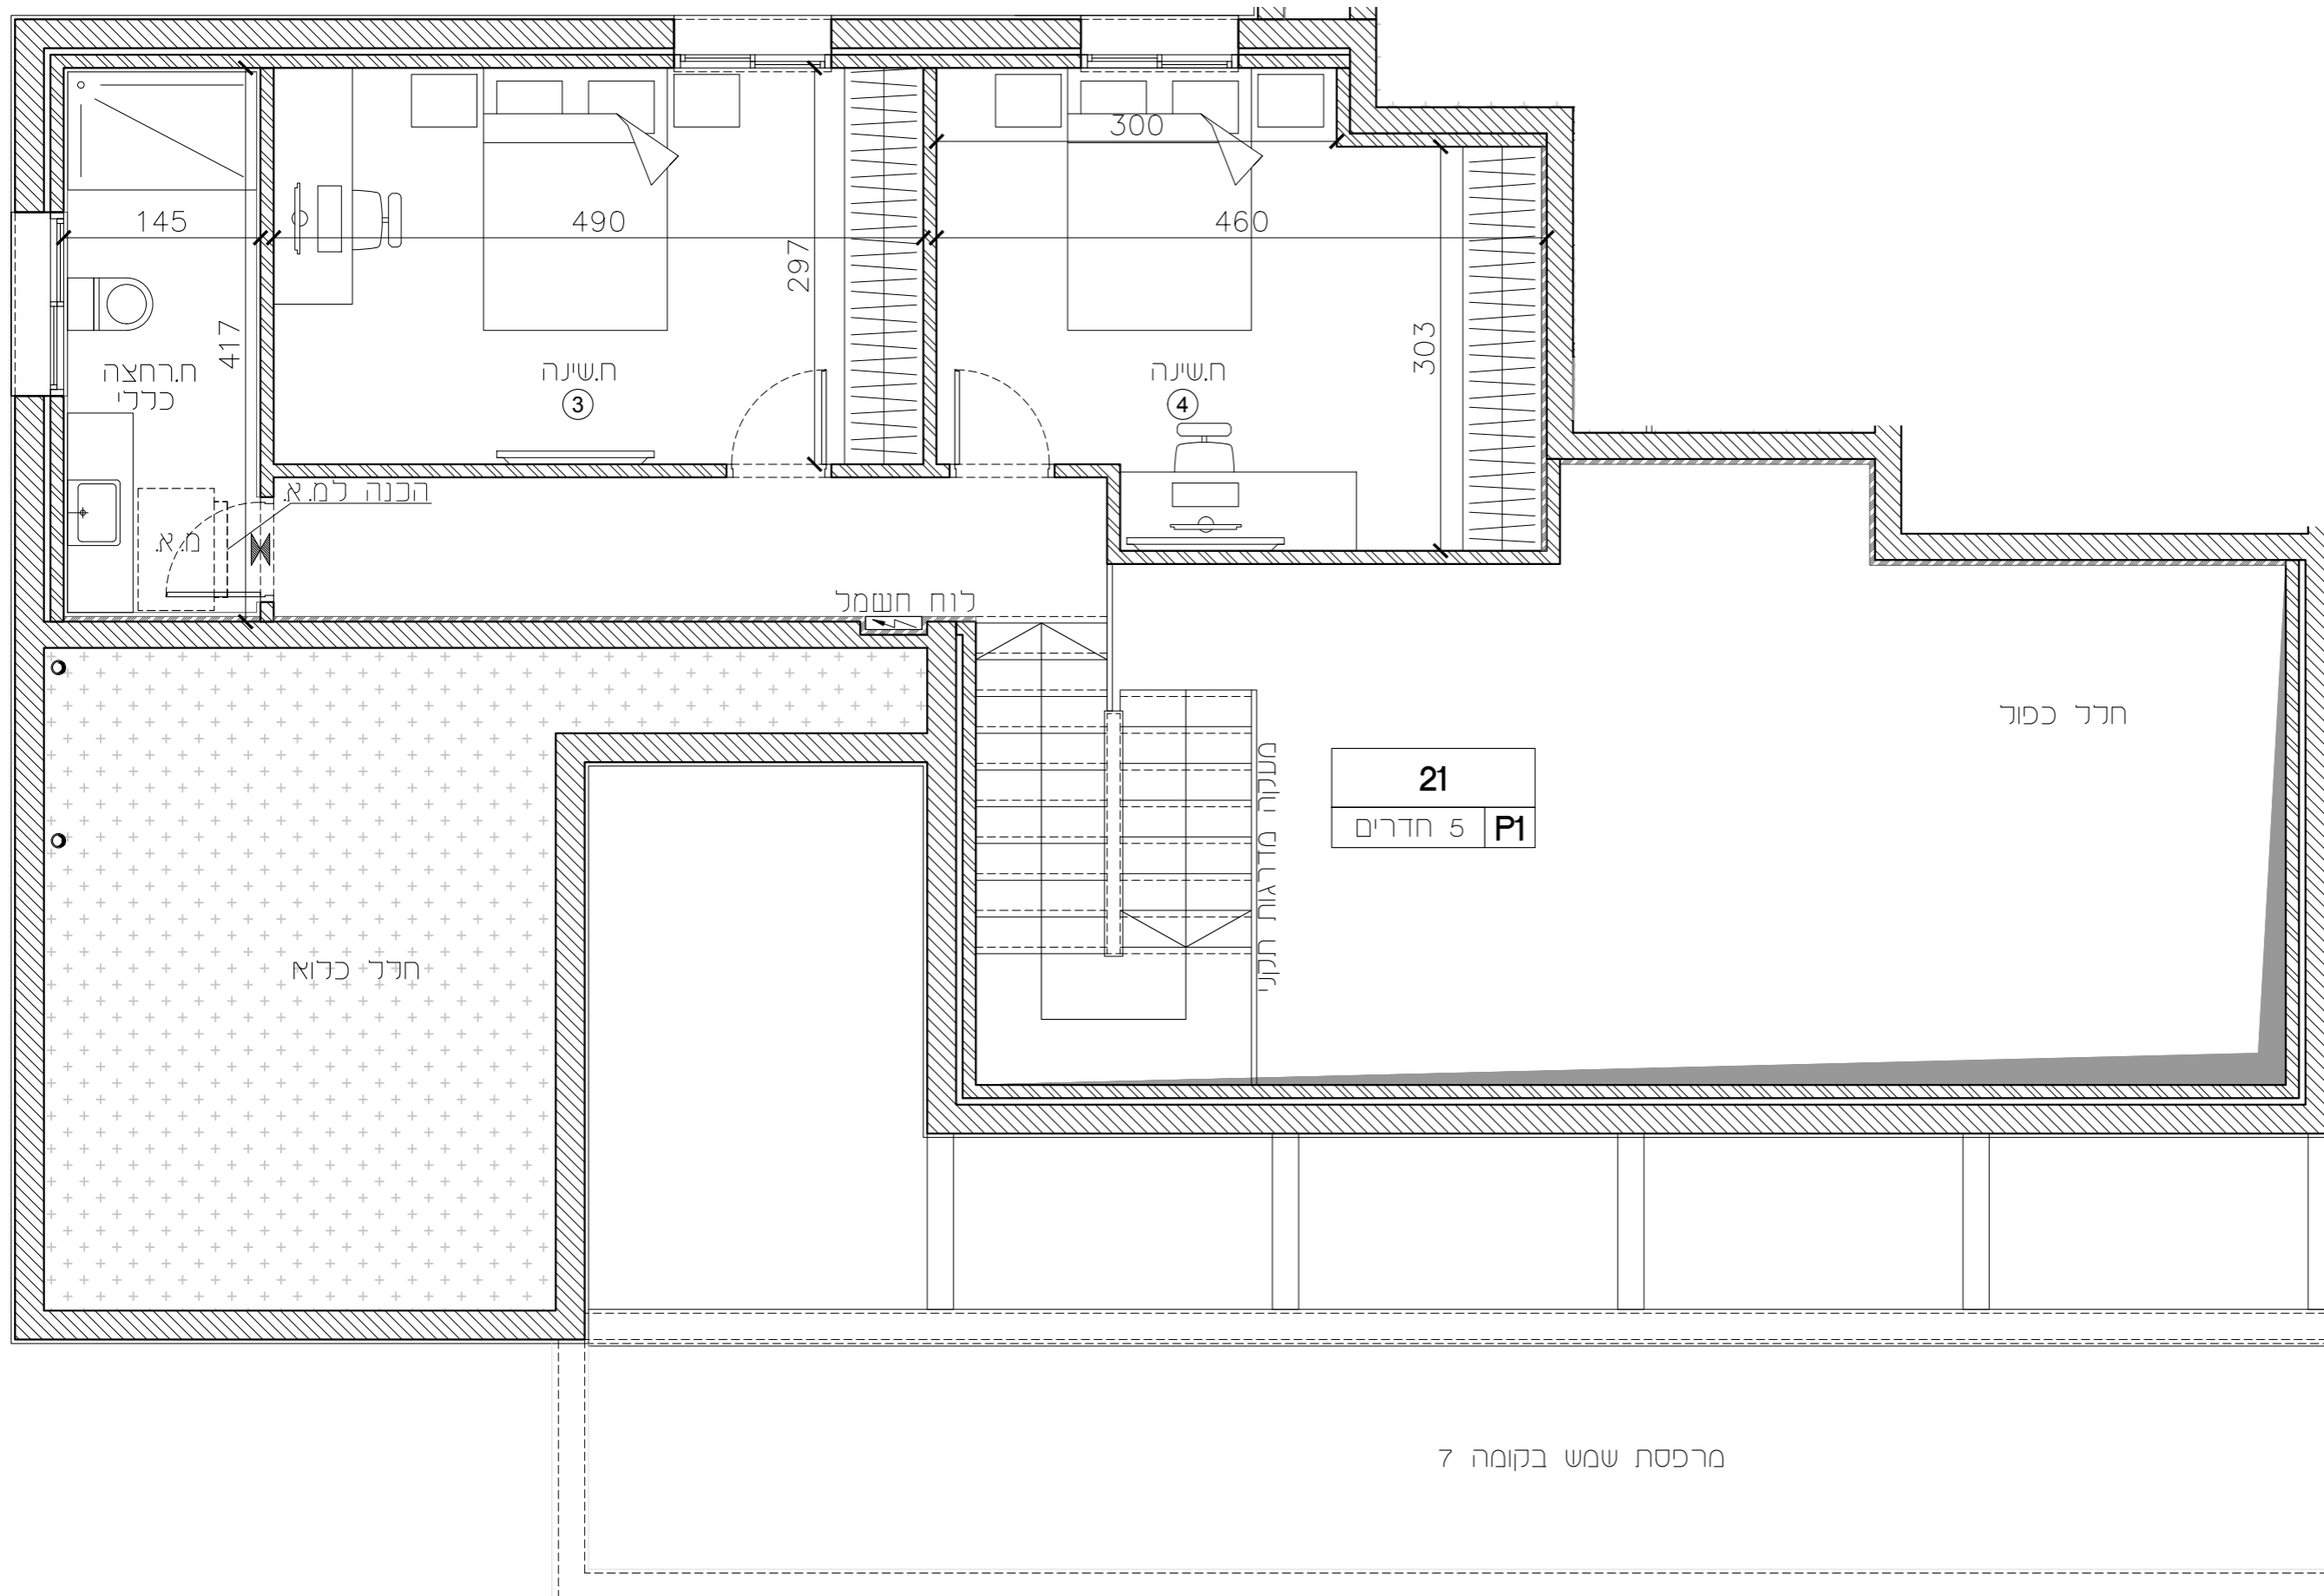 300
145
490
460
297
303
417
ח.רחצה
כללי
ח.שינה
3
ח.שינה
4
הכנה למ.א.
מ.א.
לוח חשמל
חלל כפול
21
5 חדרים
P1
מעקה מדרגות תקני
חלל כלוא
מרפסת שמש בקומה 7